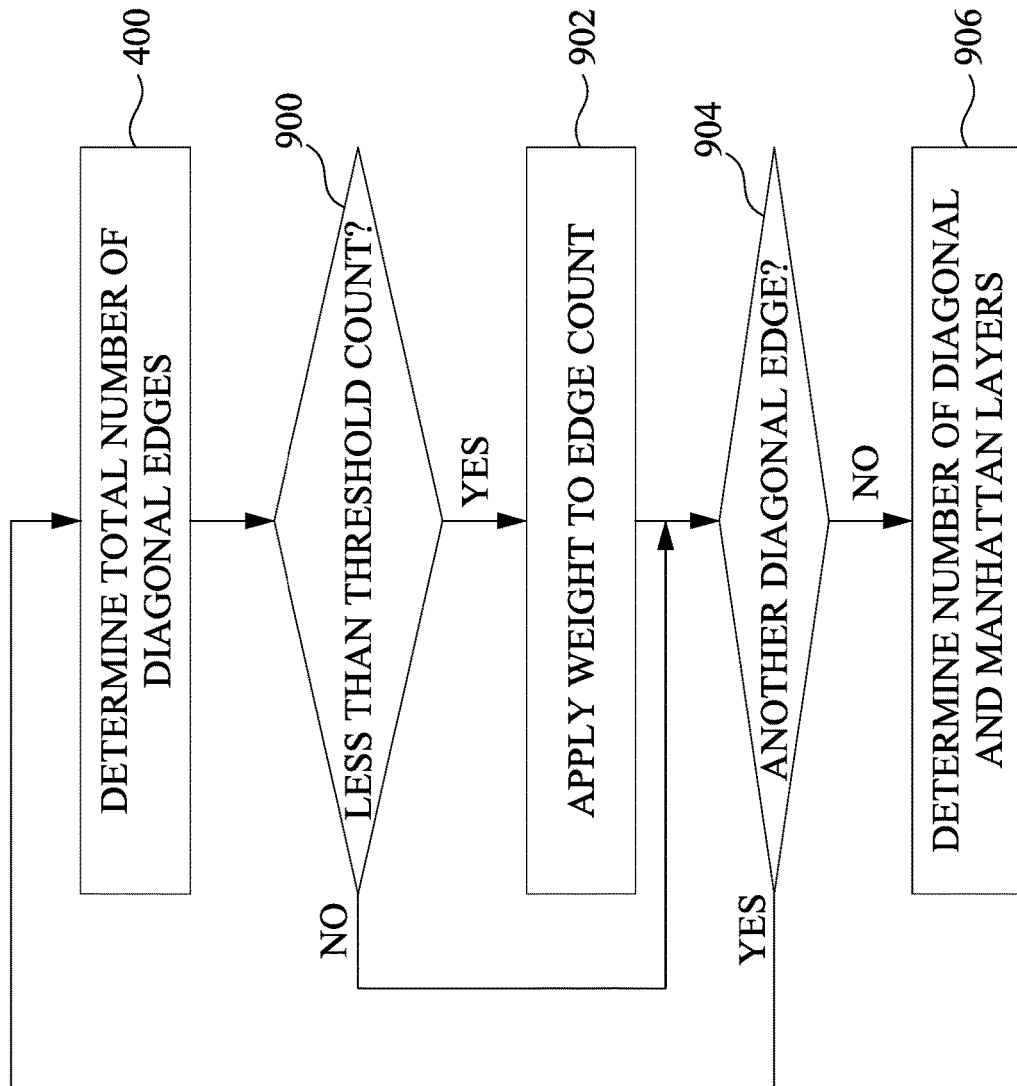 DETERMINE TOTAL NUMBER OF
DIAGONAL EDGES
400
LESS THAN THRESHOLD COUNT?
900
NO
YES
APPLY WEIGHT TO EDGE COUNT
902
ANOTHER DIAGONAL EDGE?
904
YES
NO
DETERMINE NUMBER OF DIAGONAL
AND MANHATTAN LAYERS
906